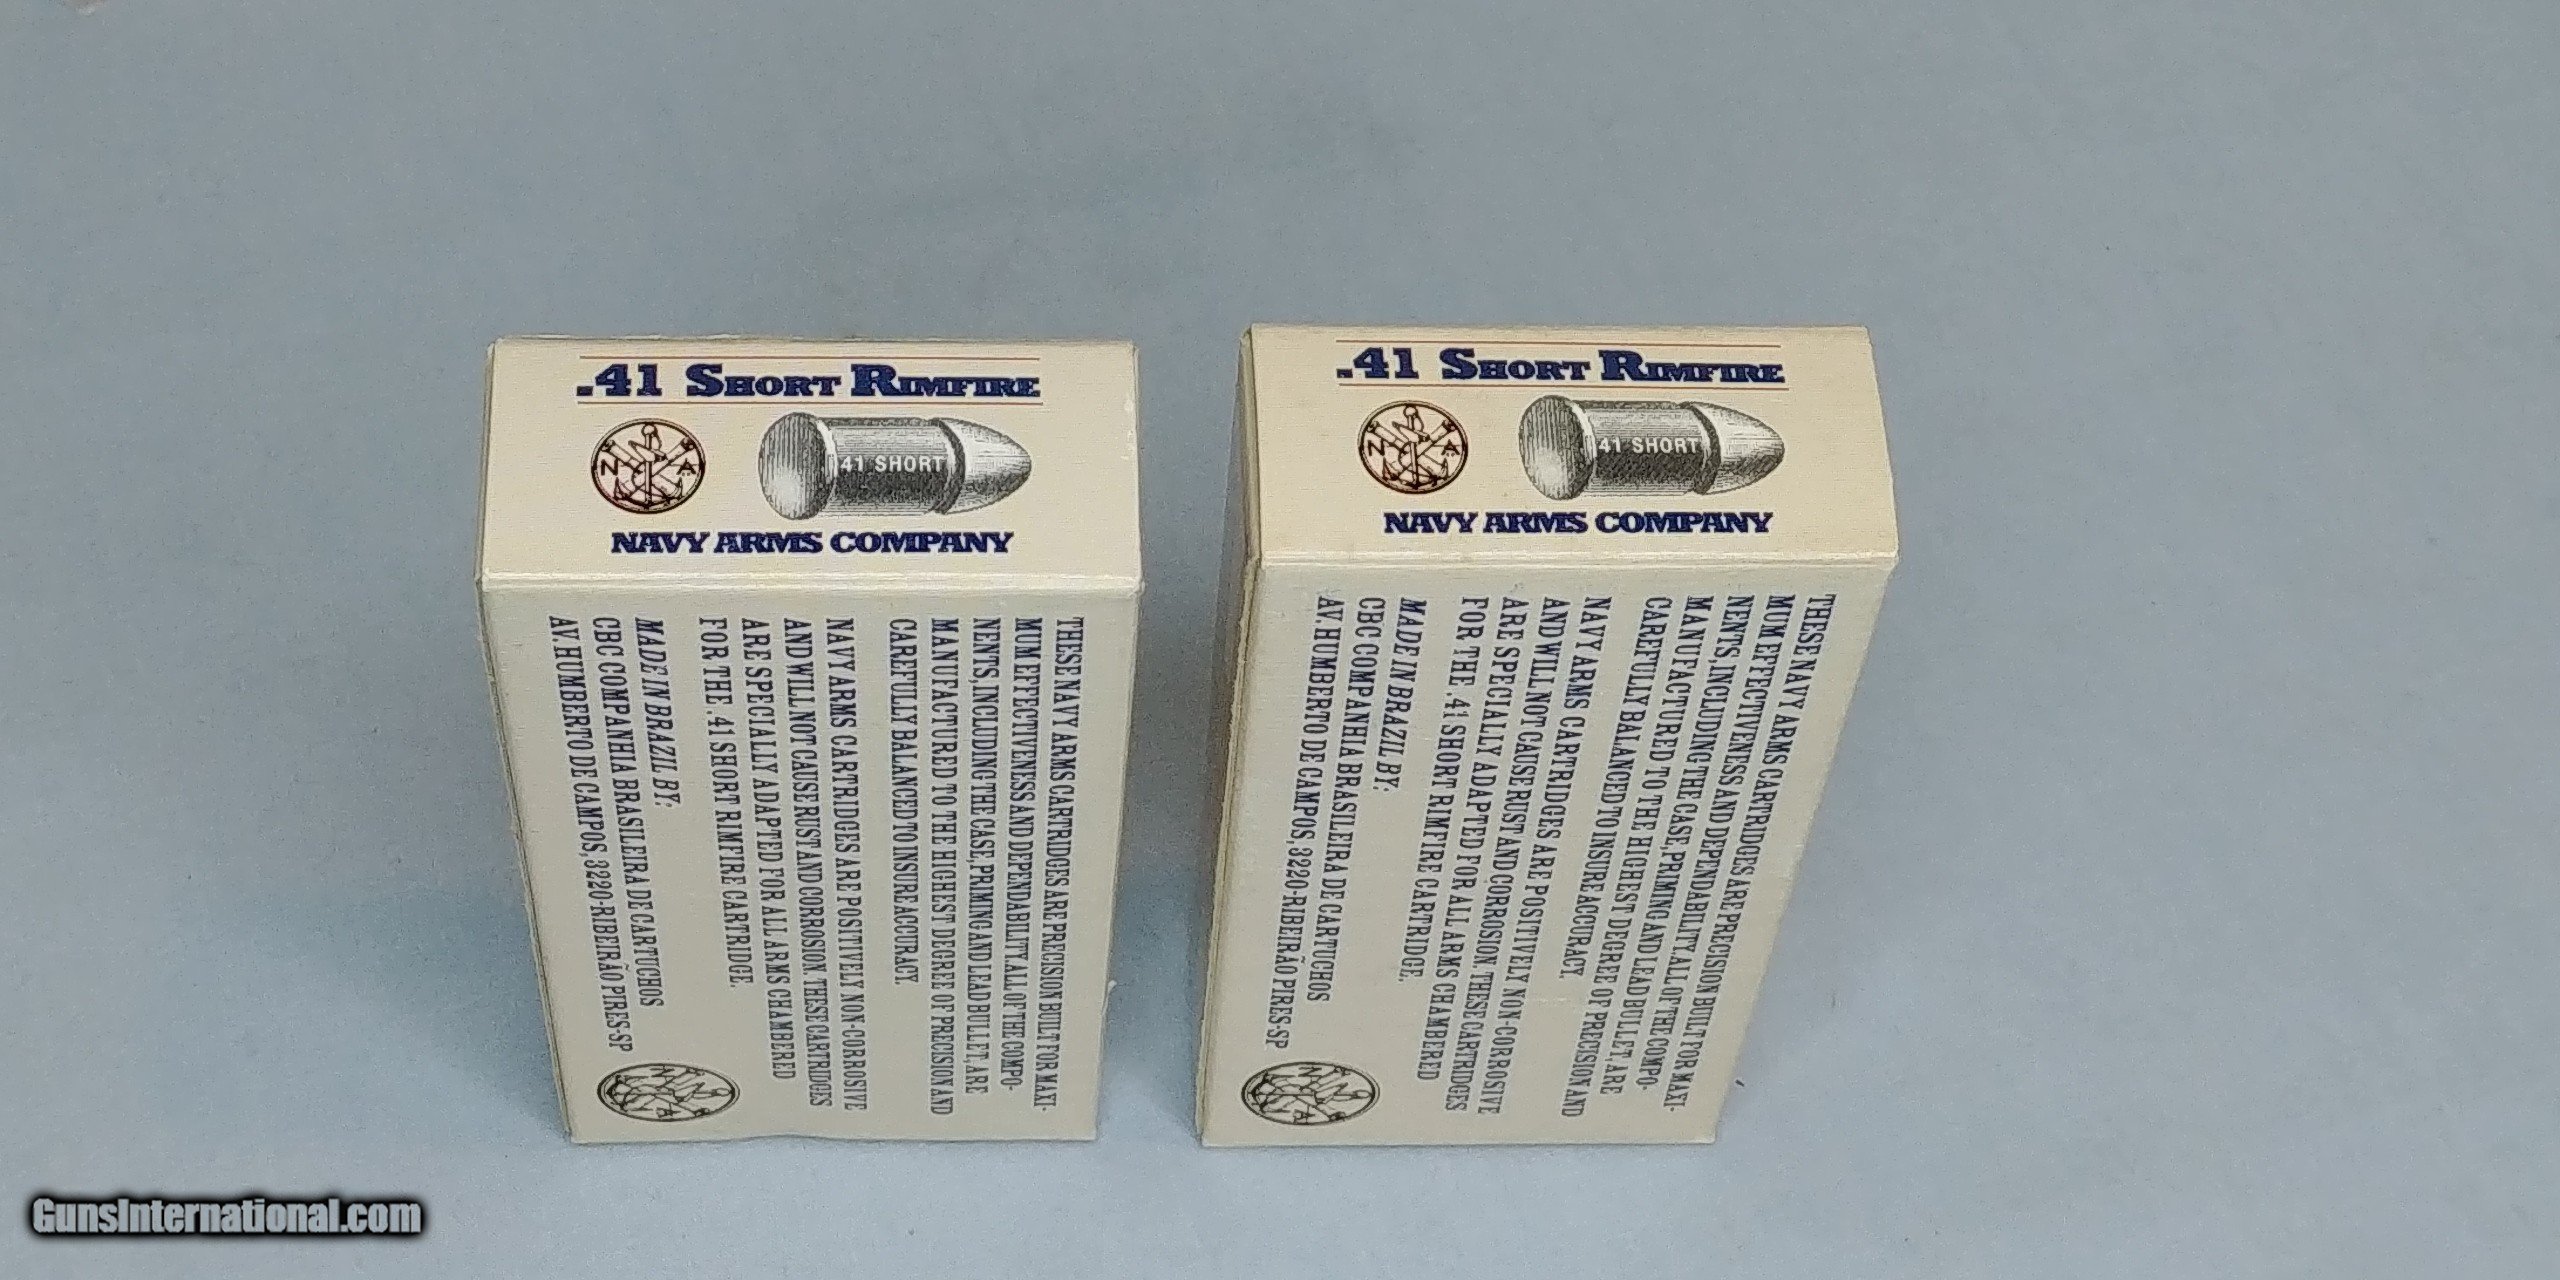 .41 SHORT RIMFIRE
N A
41 SHORT
NAVY ARMS COMPANY
THESE NAVY ARMS CARTRIDGES ARE PRECISION BUILT FOR MAXI-
MUM EFFECTIVENESS AND DEPENDABILITY. ALL OF THE COMPO-
NENTS, INCLUDING THE CASE, PRIMING AND LEAD BULLET, ARE
MANUFACTURED TO THE HIGHEST DEGREE OF PRECISION AND
CAREFULLY BALANCED TO INSURE ACCURACY.
NAVY ARMS CARTRIDGES ARE POSITIVELY NON-CORROSIVE
AND WILL NOT CAUSE RUST AND CORROSION. THESE CARTRIDGES
ARE SPECIALLY ADAPTED FOR ALL ARMS CHAMBERED
FOR THE .41 SHORT RIMFIRE CARTRIDGE.
MADE IN BRAZIL BY:
CBC COMPANHIA BRASILEIRA DE CARTUCHOS
AV. HUMBERTO DE CAMPOS, 3220-RIBEIRÃO PIRES-SP
.41 SHORT RIMFIRE
N A
41 SHORT
NAVY ARMS COMPANY
THESE NAVY ARMS CARTRIDGES ARE PRECISION BUILT FOR MAXI-
MUM EFFECTIVENESS AND DEPENDABILITY. ALL OF THE COMPO-
NENTS, INCLUDING THE CASE, PRIMING AND LEAD BULLET, ARE
MANUFACTURED TO THE HIGHEST DEGREE OF PRECISION AND
CAREFULLY BALANCED TO INSURE ACCURACY.
NAVY ARMS CARTRIDGES ARE POSITIVELY NON-CORROSIVE
AND WILL NOT CAUSE RUST AND CORROSION. THESE CARTRIDGES
ARE SPECIALLY ADAPTED FOR ALL ARMS CHAMBERED
FOR THE .41 SHORT RIMFIRE CARTRIDGE.
MADE IN BRAZIL BY:
CBC COMPANHIA BRASILEIRA DE CARTUCHOS
AV. HUMBERTO DE CAMPOS, 3220-RIBEIRÃO PIRES-SP
GunsInternational.com